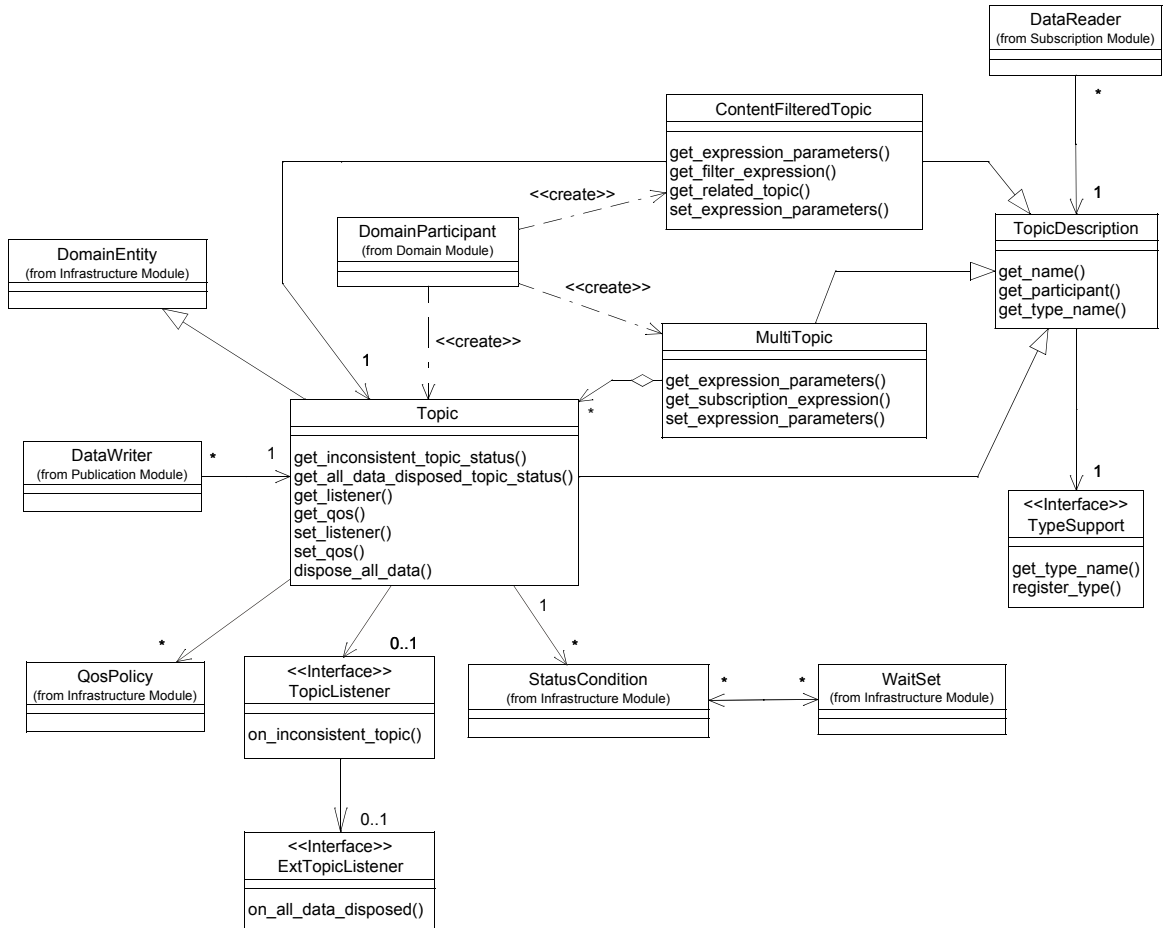 DataReader
(from Subscription Module)
*
1
ContentFilteredTopic
get_expression_parameters()
get_filter_expression()
get_related_topic()
set_expression_parameters()
<<create>>
DomainParticipant
(from Domain Module)
TopicDescription
get_name()
get_participant()
get_type_name()
DomainEntity
(from Infrastructure Module)
<<create>>
<<create>>
MultiTopic
get_expression_parameters()
get_subscription_expression()
set_expression_parameters()
1
*
Topic
get_inconsistent_topic_status()
get_all_data_disposed_topic_status()
get_listener()
get_qos()
set_listener()
set_qos()
dispose_all_data()
DataWriter
(from Publication Module)
*
1
1
<<Interface>>
TypeSupport
get_type_name()
register_type()
*
0..1
1
*
QosPolicy
(from Infrastructure Module)
<<Interface>>
TopicListener
on_inconsistent_topic()
StatusCondition
(from Infrastructure Module)
*
*
WaitSet
(from Infrastructure Module)
0..1
<<Interface>>
ExtTopicListener
on_all_data_disposed()